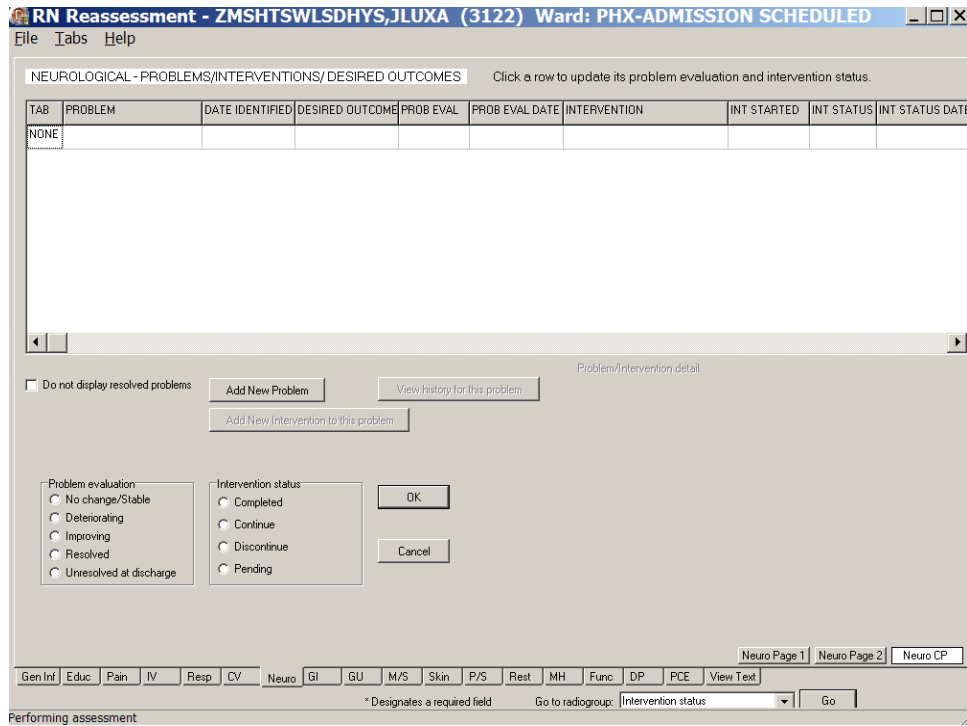 RN Reassessment - ZMSHTSWLSDHYS,JLUXA (3122) Ward: PHX-ADMISSION SCHEDULED
File Tabs Help
NEUROLOGICAL - PROBLEMS/INTERVENTIONS/ DESIRED OUTCOMES Click a row to update its problem evaluation and intervention status.
TAB PROBLEM DATE IDENTIFIED DESIRED OUTCOME PROB EVAL PROB EVAL DATE INTERVENTION INT STARTED INT STATUS INT STATUS DATE
NONE
Problem/Intervention detail
Do not display resolved problems Add New Problem View history for this problem
Add New Intervention to this problem
Problem evaluation Intervention status
No change/Stable Completed OK
Deteriorating Continue
Improving Discontinue Cancel
Resolved Pending
Unresolved at discharge
Neuro Page 1 Neuro Page 2 Neuro CP
Gen Inf Educ Pain IV Resp CV Neuro GI GU M/S Skin P/S Rest MH Func DP PCE View Text
* Designates a required field Go to radiogroup: Intervention status Go
Performing assessment